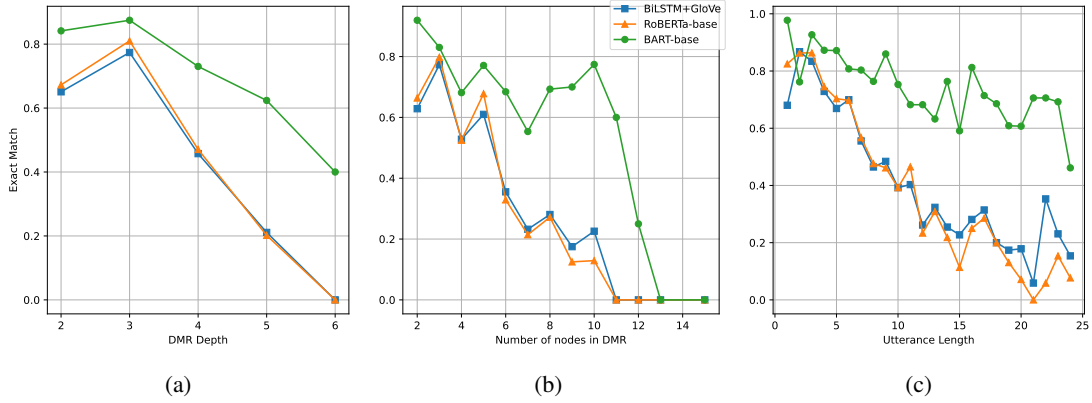 BiLSTM+GloVe
RoBERTa-base
BART-base
Exact Match
0.8
0.6
0.4
0.2
0.0
2 3 4 5 6
DMR Depth
(a)
0.8
0.6
0.4
0.2
0.0
2 4 6 8 10 12 14
Number of nodes in DMR
(b)
1.0
0.8
0.6
0.4
0.2
0.0
0 5 10 15 20 25
Utterance Length
(c)